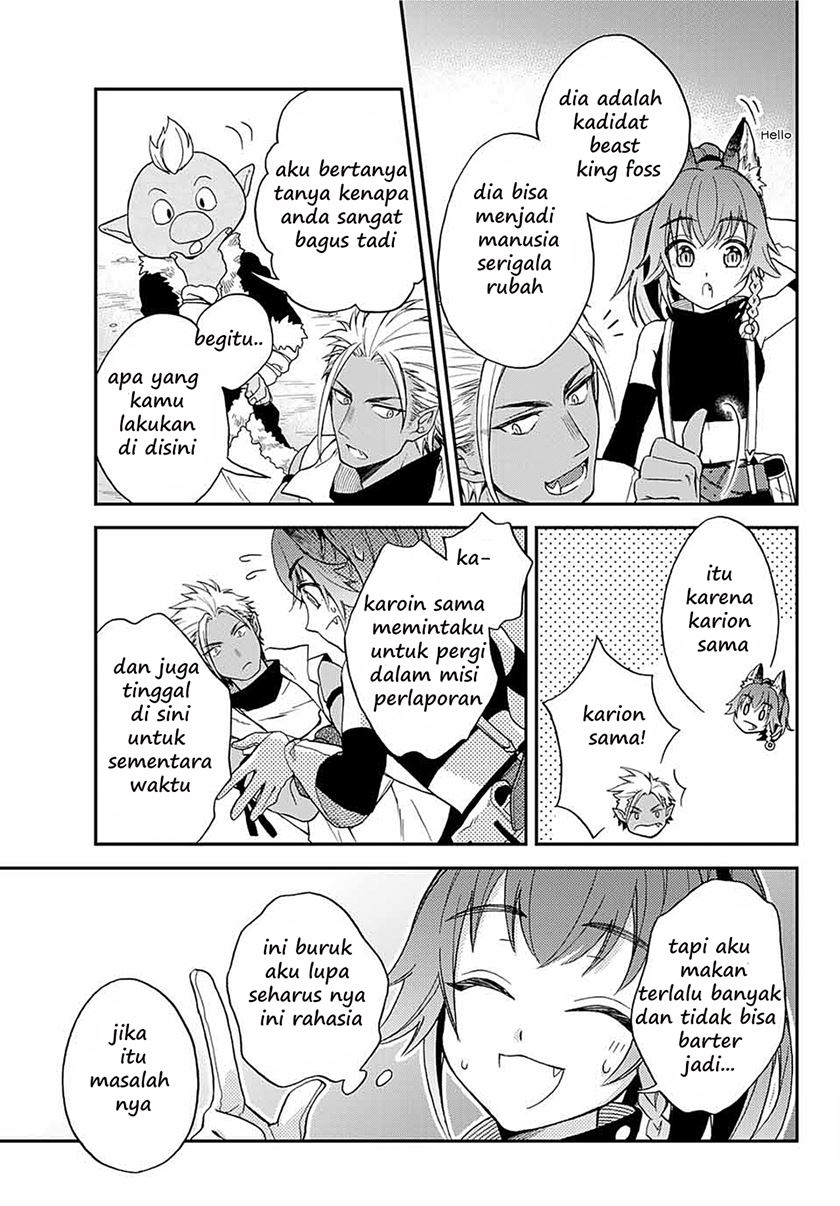 dia adalah
kadidat
beast
king foss
Hello
dia bisa
menjadi
manusia
serigala
rubah
aku bertanya
tanya kenapa
anda sangat
bagus tadi
begitu..
apa yang
kamu
lakukan
di disini
itu
karena
karion
sama
karion
sama!
ka-
karoin sama
memintaku
untuk pergi
dalam misi
perlaporan
dan juga
tinggal
di sini
untuk
sementara
waktu
tapi aku
makan
terlalu banyak
dan tidak bisa
barter
jadi...
ini buruk
aku lupa
seharus nya
ini rahasia
jika
itu
masalah
nya